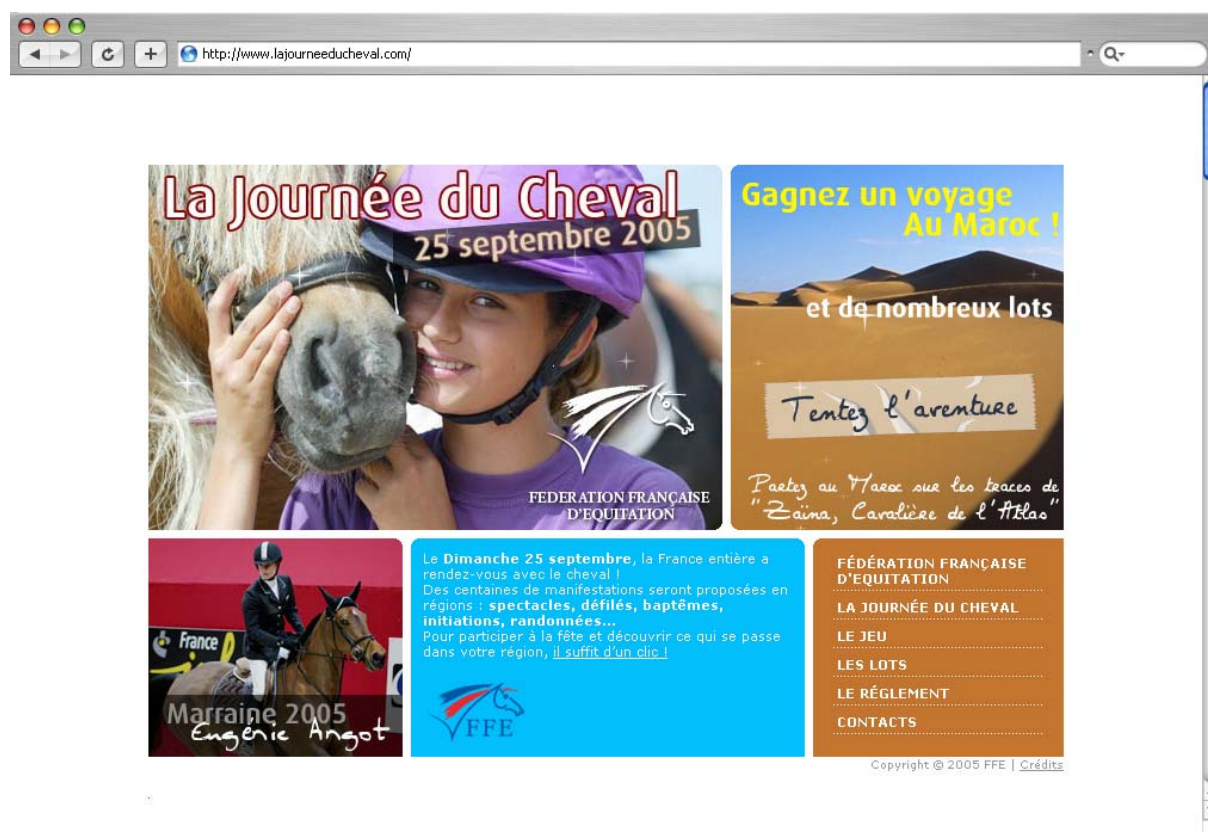 http://www.lajourneeducheval.com/
La Journée du Cheval
25 septembre 2005
FEDERATION FRANÇAISE
D'EQUITATION
Gagnez un voyage
Au Maroc !
et de nombreux lots
Tentez l'aventure
Partez au Maroc sur les traces de
"Zaïna, Cavalière de l'Atlas"
France
Marraine 2005
Eugénie Angot
Le Dimanche 25 septembre, la France entière a
rendez-vous avec le cheval !
Des centaines de manifestations seront proposées en
régions : spectacles, défilés, baptêmes,
initiations, randonnées...
Pour participer à la fête et découvrir ce qui se passe
dans votre région, il suffit d'un clic !
FFE
FÉDÉRATION FRANÇAISE
D'EQUITATION
LA JOURNÉE DU CHEVAL
LE JEU
LES LOTS
LE RÉGLEMENT
CONTACTS
Copyright © 2005 FFE | Crédits